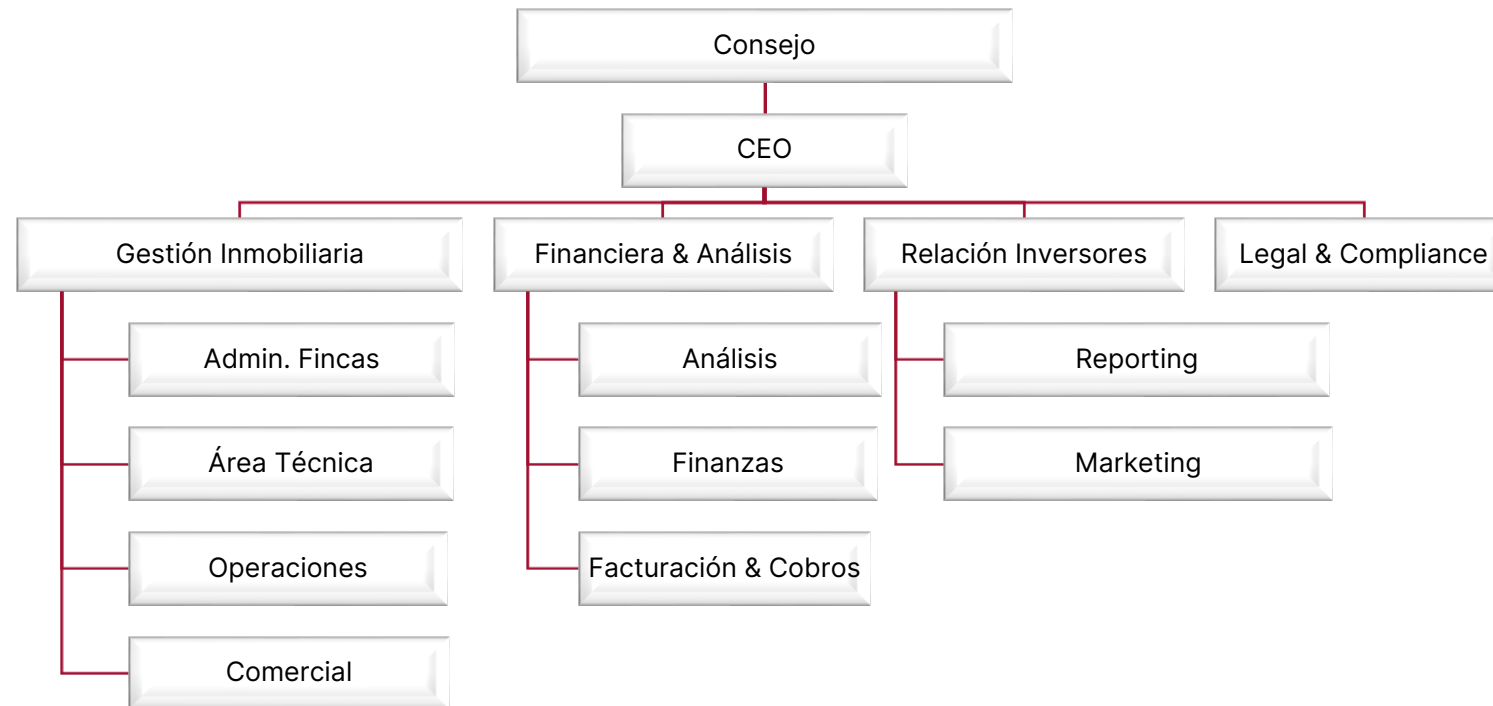 Consejo
CEO
Gestión Inmobiliaria
Financiera & Análisis
Relación Inversores
Legal & Compliance
Admin. Fincas
Análisis
Reporting
Área Técnica
Finanzas
Marketing
Operaciones
Facturación & Cobros
Comercial